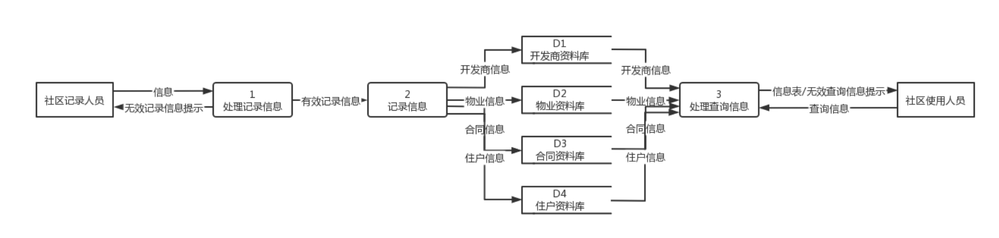 社区记录人员
信息
无效记录信息提示
1
处理记录信息
有效记录信息
2
记录信息
开发商信息
物业信息
合同信息
住户信息
D1
开发商资料库
D2
物业资料库
D3
合同资料库
D4
住户资料库
开发商信息
物业信息
合同信息
住户信息
3
处理查询信息
信息表/无效查询信息提示
查询信息
社区使用人员